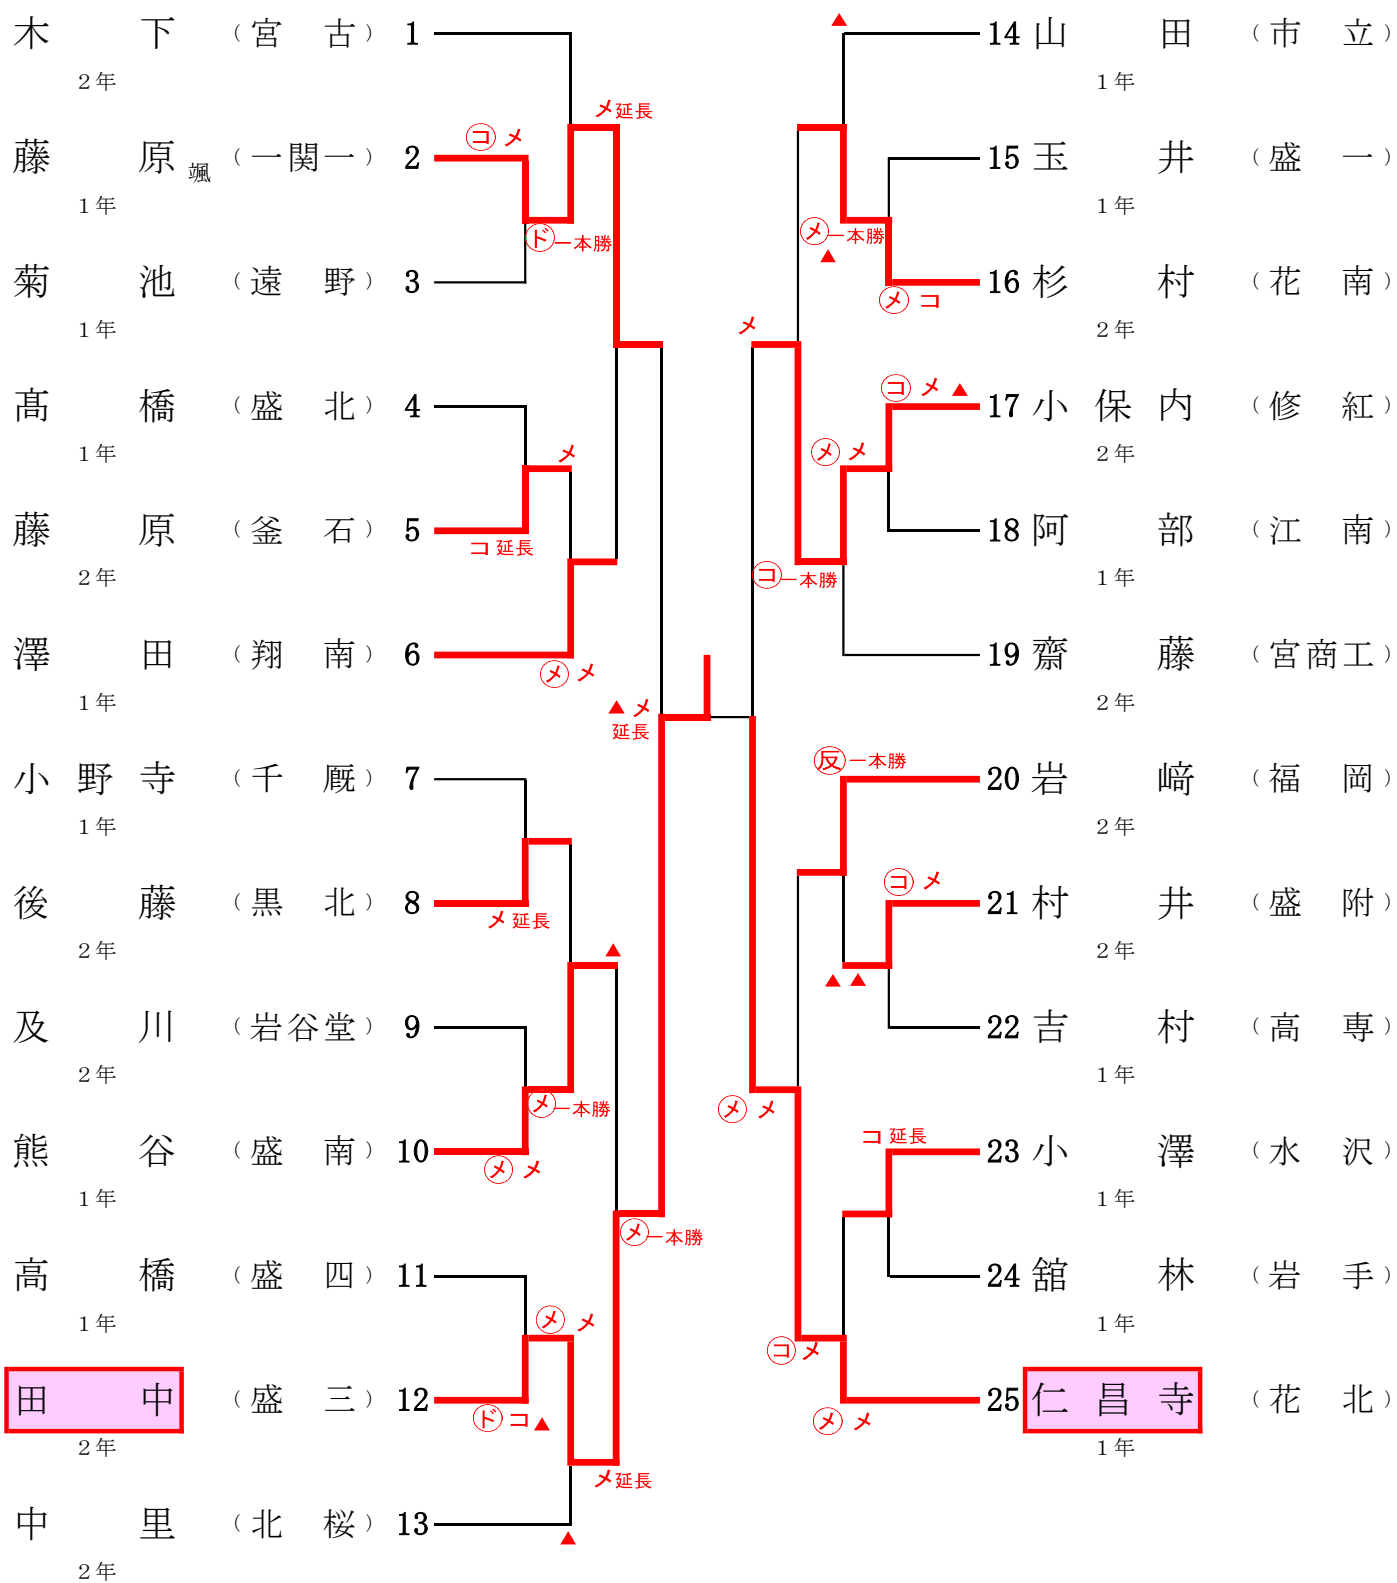 木下 （宮古） 1
2年
メ延長
コ メ
藤原颯 （一関一） 2
1年
ド一本勝
菊池 （遠野） 3
1年
髙橋 （盛北） 4
1年
メ
藤原 （釜石） 5
コ 延長
2年
澤田 （翔南） 6
メ メ
1年
▲ メ
延長
小野寺 （千厩） 7
1年
後藤 （黒北） 8
メ 延長
2年
▲
及川 （岩谷堂） 9
2年
メ一本勝
熊谷 （盛南） 10
メ メ
1年
メ一本勝
高橋 （盛四） 11
1年
メ メ
田中 （盛三） 12
ド コ ▲
2年
メ延長
中里 （北桜） 13
▲
2年
▲
14 山田 （市立）
1年
15 玉井 （盛一）
1年
メ一本勝
▲
16 杉村 （花南）
メ コ
2年
メ
コ メ ▲
17 小保内 （修紅）
2年
メ メ
18 阿部 （江南）
1年
コ一本勝
19 齋藤 （宮商工）
2年
反一本勝
20 岩﨑 （福岡）
2年
コ メ
21 村井 （盛附）
2年
▲ ▲
22 吉村 （高専）
1年
メ メ
コ 延長
23 小澤 （水沢）
1年
24 舘林 （岩手）
1年
コ メ
25 仁昌寺 （花北）
メ メ
1年